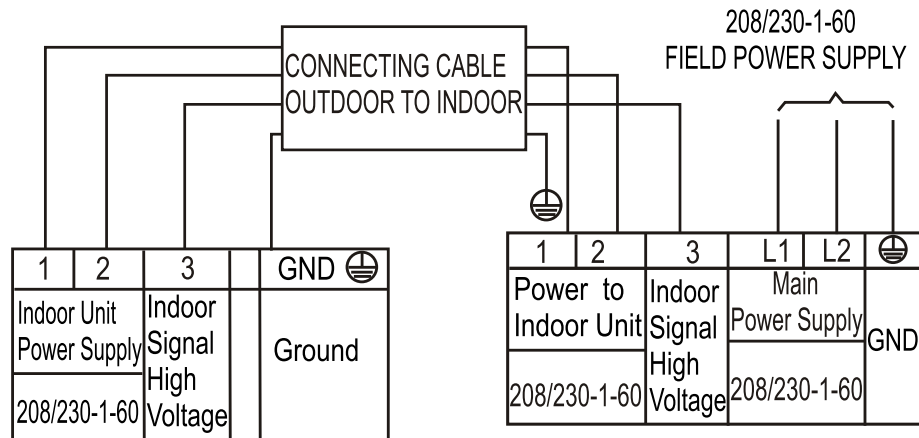 208/230-1-60
FIELD POWER SUPPLY
CONNECTING CABLE
OUTDOOR TO INDOOR
1 2 3 GND
Indoor Unit
Power Supply
208/230-1-60
Indoor
Signal
High
Voltage
Ground
1 2 3 L1 L2
Power to
Indoor Unit
208/230-1-60
Indoor
Signal
High
Voltage
Main
Power Supply
208/230-1-60
GND